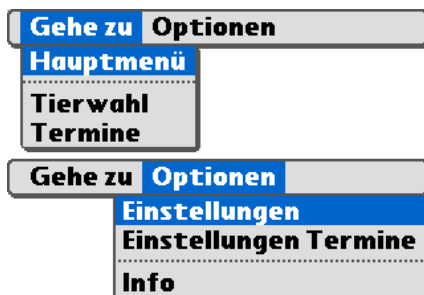 Gehe zu Optionen
Hauptmenü
Tierwahl
Termine
Gehe zu Optionen
Einstellungen
Einstellungen Termine
Info